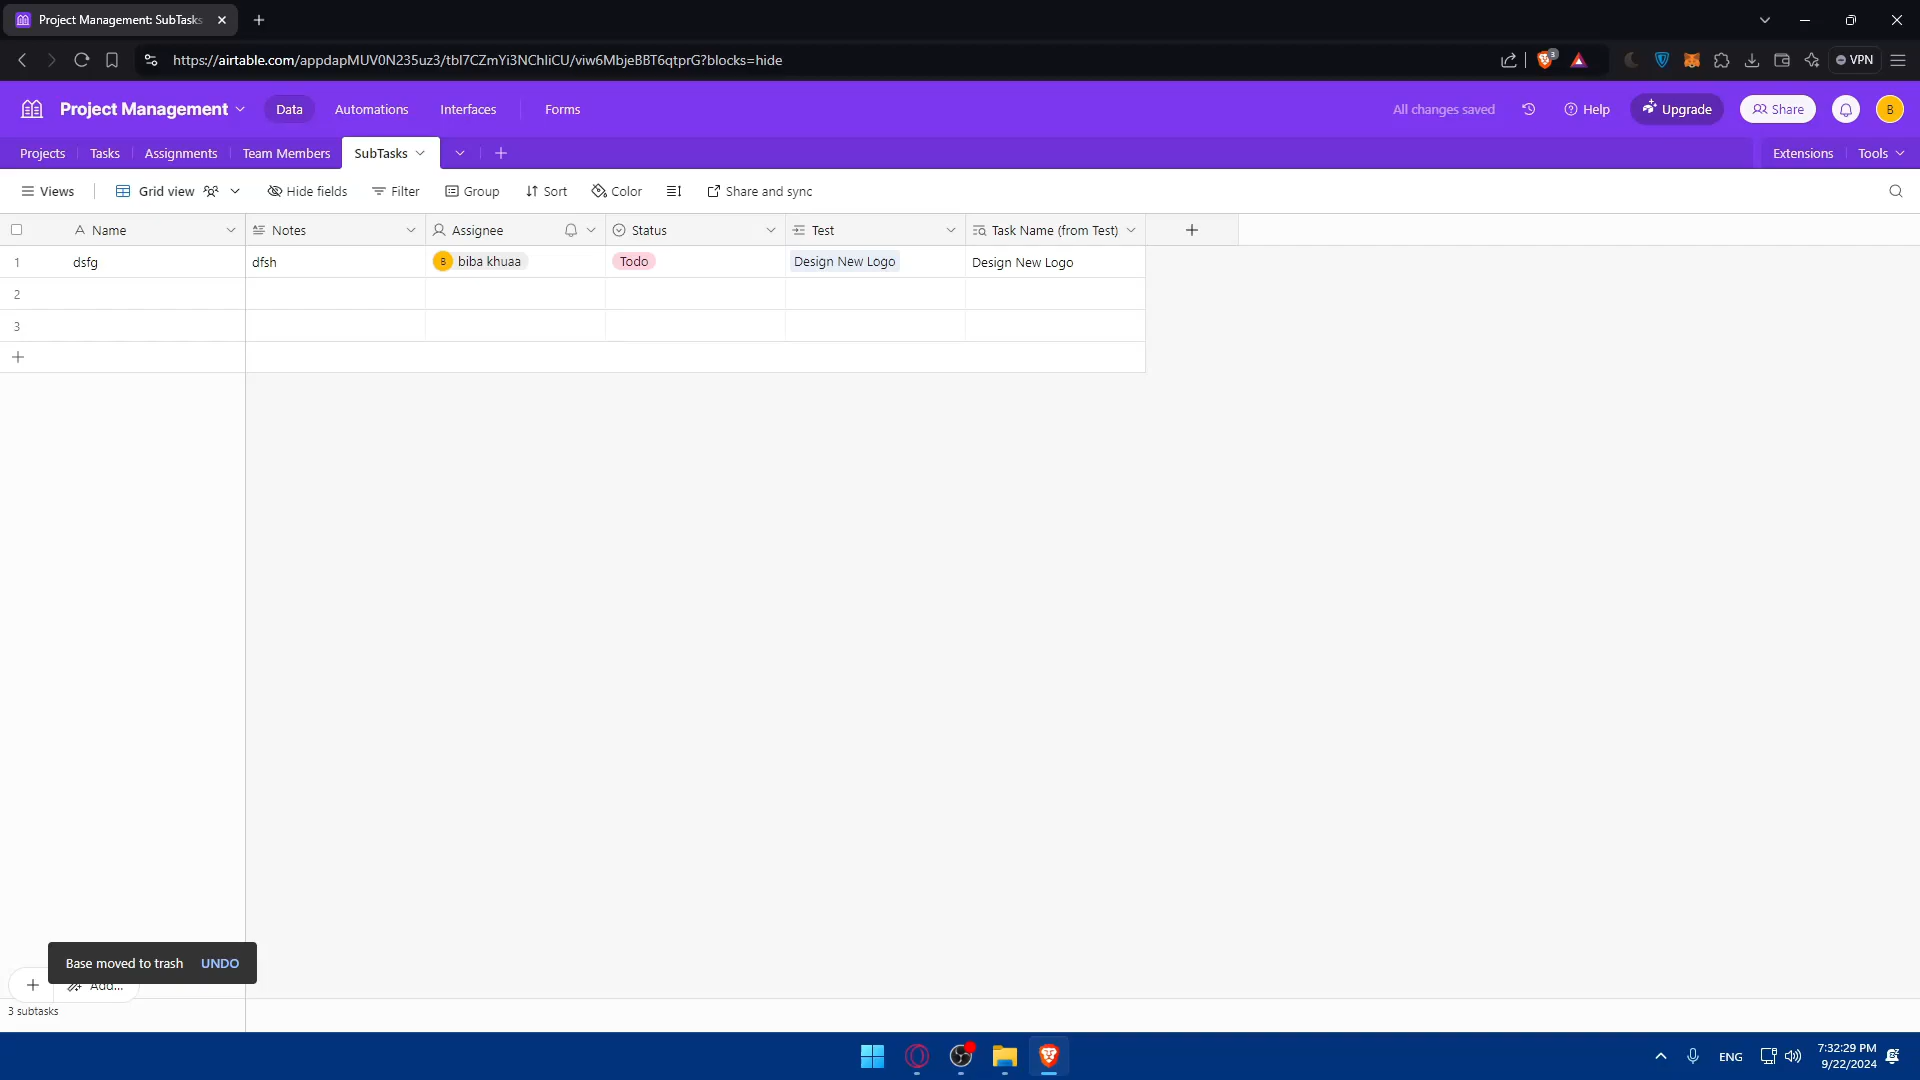 Project Management: SubTasks
https://airtable.com/appdapMUV0N235uz3/tbl7CZmYi3NChIiCU/viw6MbjeBBT6qtprG?blocks=hide
3
VPN
Project Management
Data
Automations
Interfaces
Forms
All changes saved
Help
Upgrade
Share
B
Projects
Tasks
Assignments
Team Members
SubTasks
Extensions
Tools
Views
Grid view
Hide fields
Filter
Group
Sort
Color
Share and sync
Name
Notes
Assignee
Status
Test
Task Name (from Test)
1
dsfg
dfsh
B
biba khuaa
Todo
Design New Logo
Design New Logo
2
3
Base moved to trash
UNDO
Add...
3 subtasks
ENG
7:32:29 PM
9/22/2024